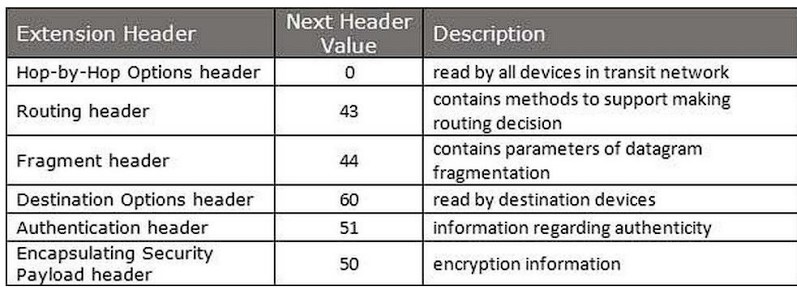 Extension Header Next Header Value Description
Hop-by-Hop Options header 0 read by all devices in transit network
Routing header 43 contains methods to support making routing decision
Fragment header 44 contains parameters of datagram fragmentation
Destination Options header 60 read by destination devices
Authentication header 51 information regarding authenticity
Encapsulating Security Payload header 50 encryption information